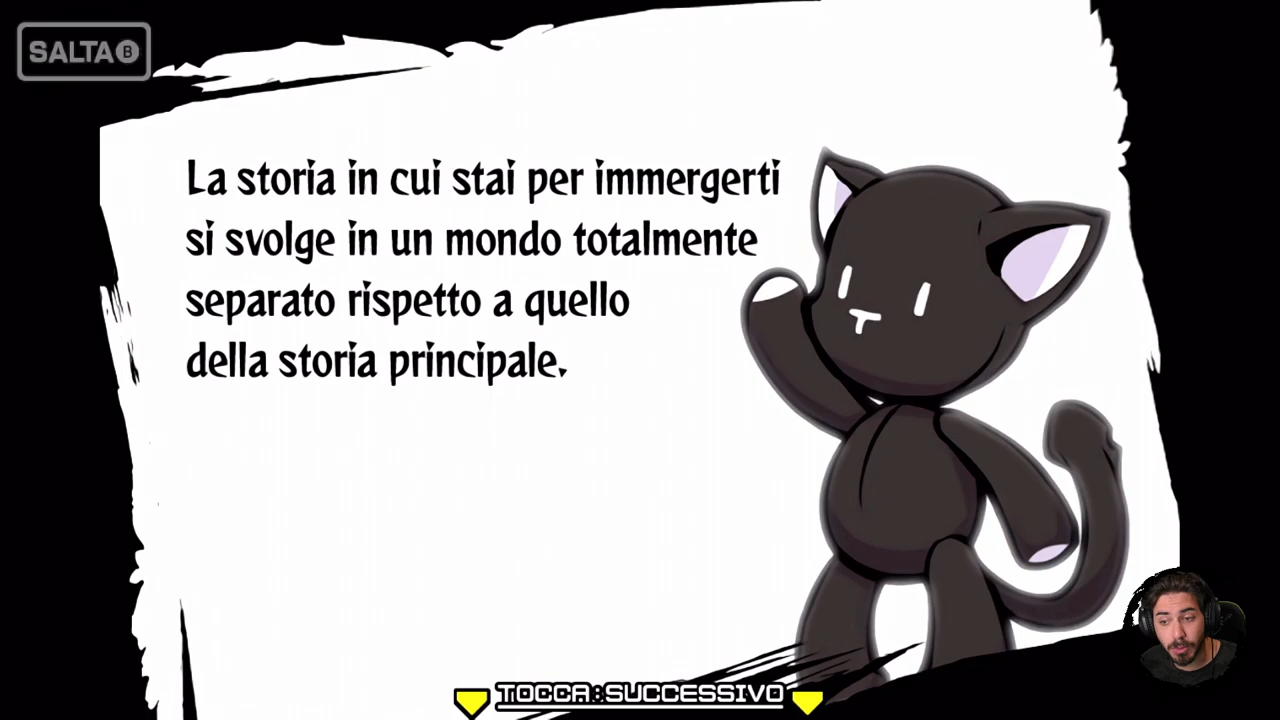 SALTA B
La storia in cui stai per immergerti
si svolge in un mondo totalmente
separato rispetto a quello
della storia principale.
TOCCA:SUCCESSIVO